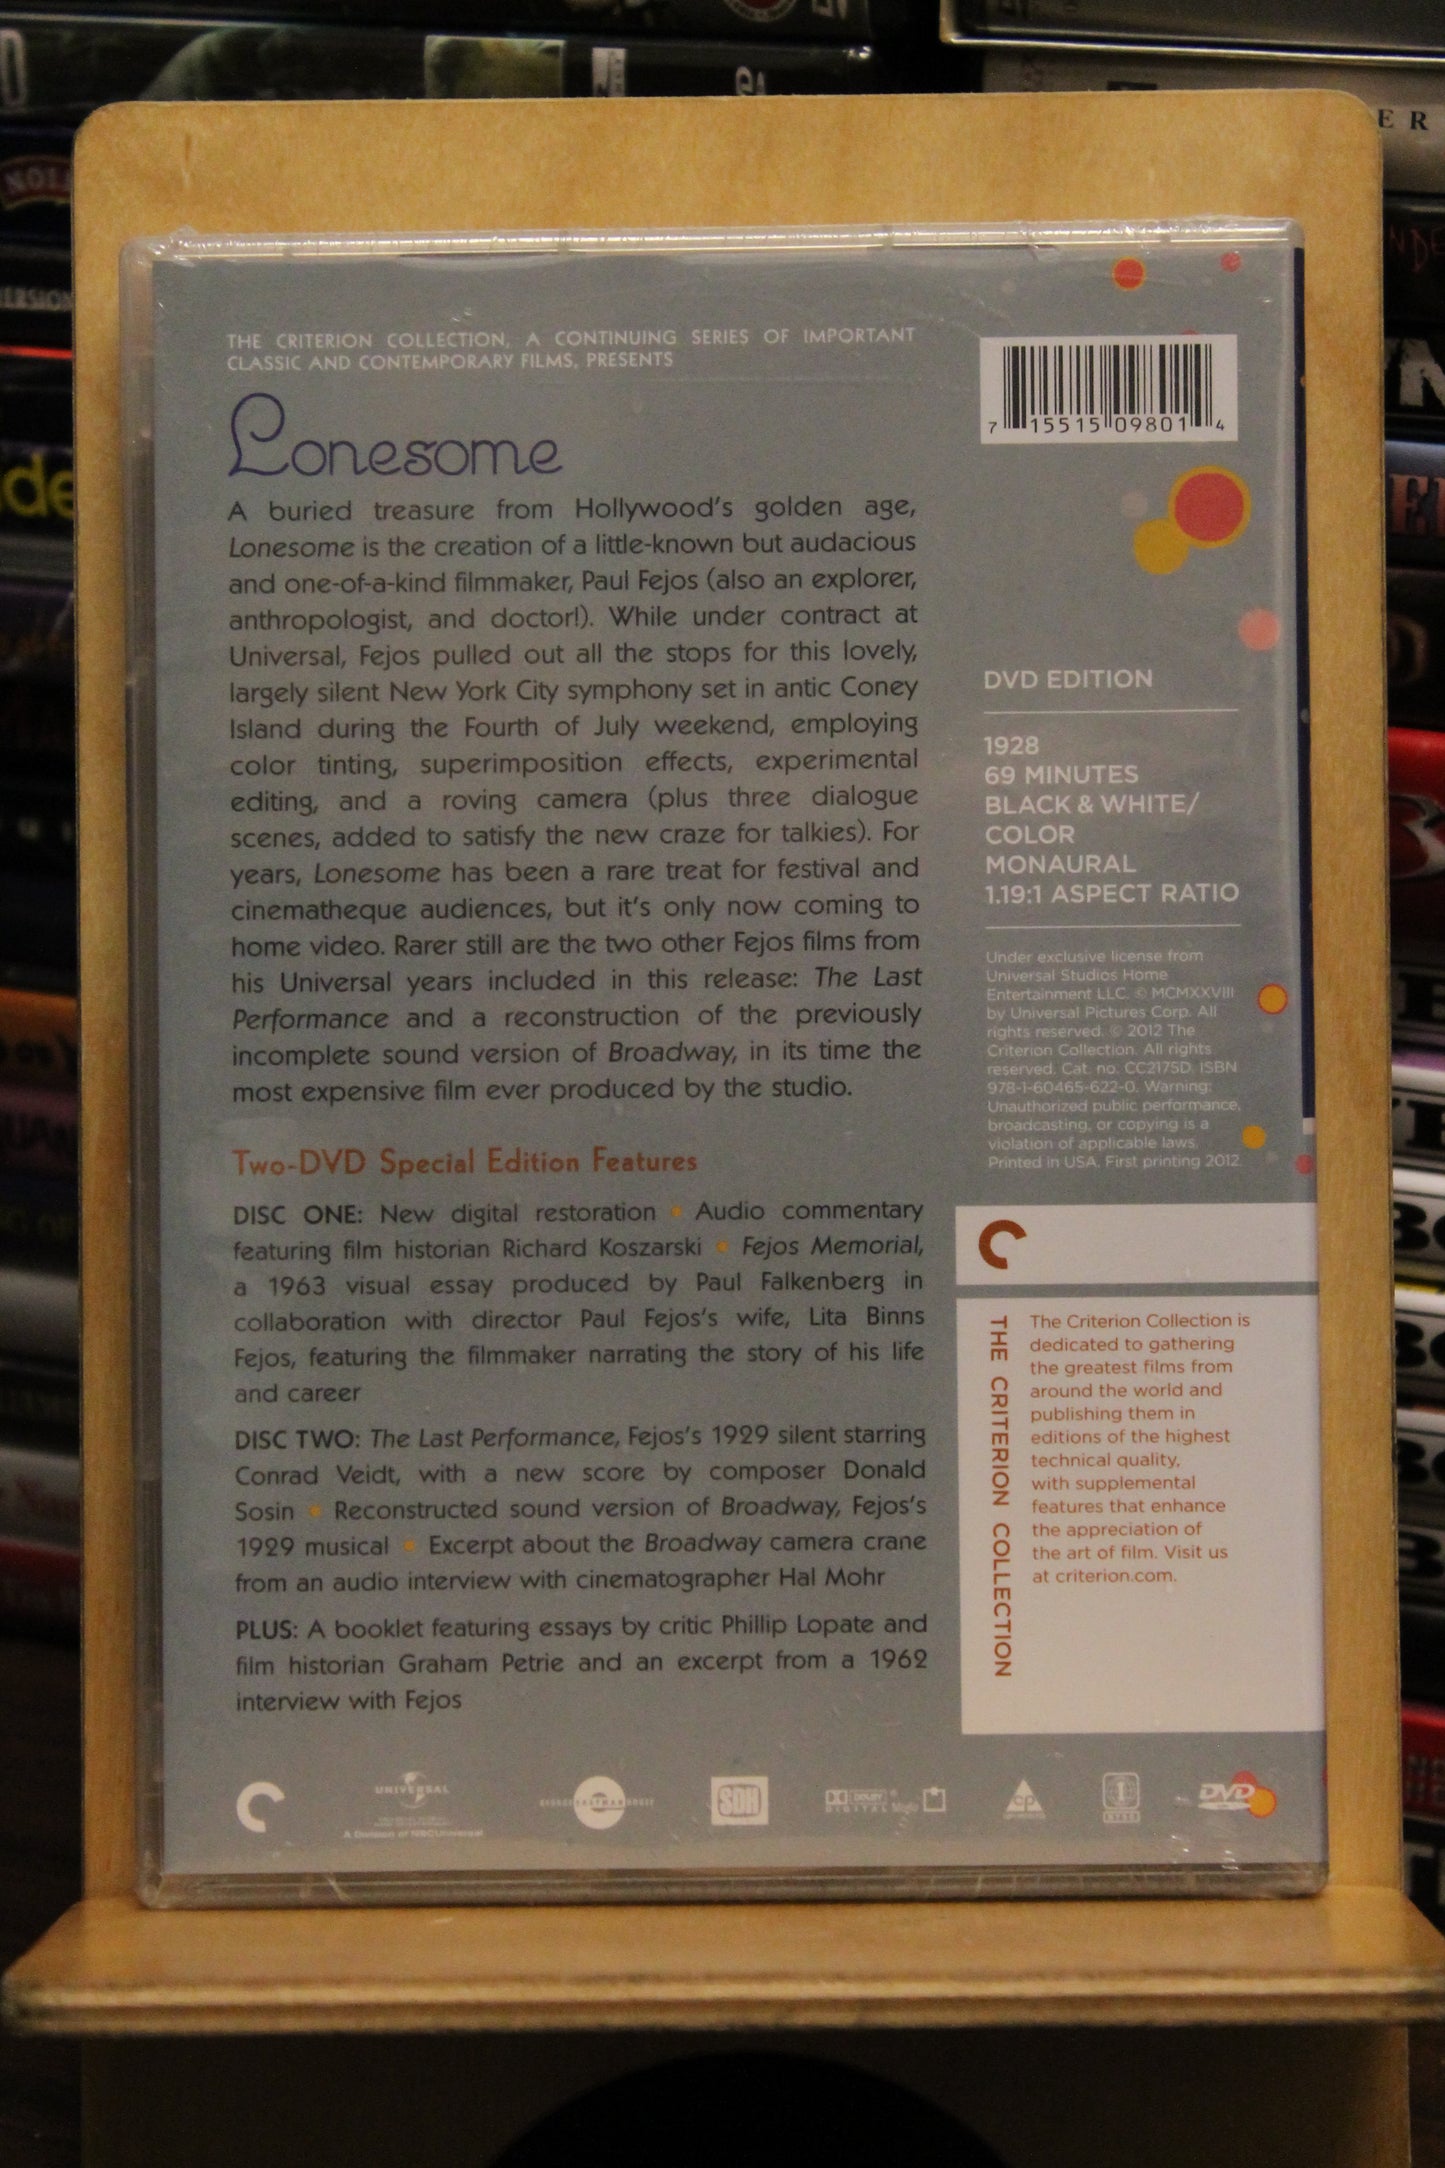 THE CRITERION COLLECTION, A CONTINUING SERIES OF IMPORTANT
CLASSIC AND CONTEMPORARY FILMS, PRESENTS
Lonesome
A buried treasure from Hollywood's golden age,
Lonesome is the creation of a little-known but audacious
and one-of-a-kind filmmaker, Paul Fejos (also an explorer,
anthropologist, and doctor!). While under contract at
Universal, Fejos pulled out all the stops for this lovely,
largely silent New York City symphony set in antic Coney
Island during the Fourth of July weekend, employing
color tinting, superimposition effects, experimental
editing, and a roving camera (plus three dialogue
scenes, added to satisfy the new craze for talkies). For
years, Lonesome has been a rare treat for festival and
cinematheque audiences, but it's only now coming to
home video. Rarer still are the two other Fejos films from
his Universal years included in this release: The Last
Performance and a reconstruction of the previously
incomplete sound version of Broadway, in its time the
most expensive film ever produced by the studio.
Two-DVD Special Edition Features
DISC ONE: New digital restoration • Audio commentary
featuring film historian Richard Koszarski • Fejos Memorial,
a 1963 visual essay produced by Paul Falkenberg in
collaboration with director Paul Fejos's wife, Lita Binns
Fejos, featuring the filmmaker narrating the story of his life
and career
DISC TWO: The Last Performance, Fejos's 1929 silent starring
Conrad Veidt, with a new score by composer Donald
Sosin • Reconstructed sound version of Broadway, Fejos's
1929 musical • Excerpt about the Broadway camera crane
from an audio interview with cinematographer Hal Mohr
PLUS: A booklet featuring essays by critic Phillip Lopate and
film historian Graham Petrie and an excerpt from a 1962
interview with Fejos
7 15515 09801 4
DVD EDITION
1928
69 MINUTES
BLACK & WHITE/
COLOR
MONAURAL
1.19:1 ASPECT RATIO
Under exclusive license from
Universal Studios Home
Entertainment LLC. © MCMXXVIII
by Universal Pictures Corp. All
rights reserved. © 2012 The
Criterion Collection. All rights
reserved. Cat. no. CC2175D. ISBN
978-1-60465-622-0. Warning:
Unauthorized public performance,
broadcasting, or copying is a
violation of applicable laws.
Printed in USA. First printing 2012.
THE CRITERION COLLECTION
The Criterion Collection is
dedicated to gathering
the greatest films from
around the world and
publishing them in
editions of the highest
technical quality,
with supplemental
features that enhance
the appreciation of
the art of film. Visit us
at criterion.com.
UNIVERSAL
A Division of NBCUniversal
GEORGE EASTMAN HOUSE
SDH
DOLBY
DIGITAL
cp
DVD